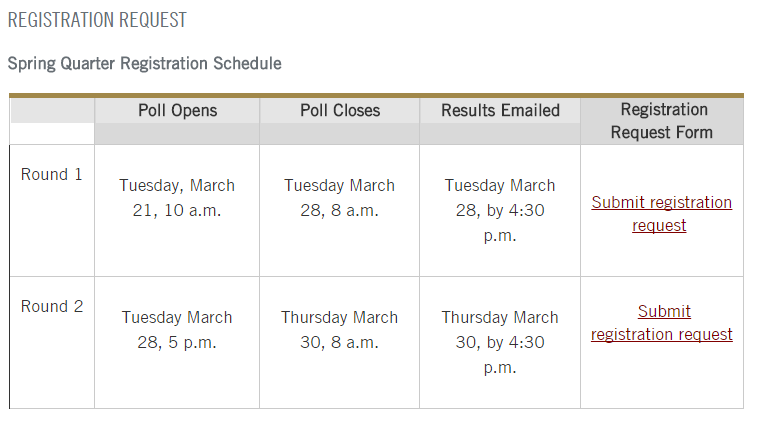 REGISTRATION REQUEST
Spring Quarter Registration Schedule
Poll Opens
Poll Closes
Results Emailed
Registration
Request Form
Round 1
Tuesday, March
21, 10 a.m.
Tuesday March
28, 8 a.m.
Tuesday March
28, by 4:30
p.m.
Submit registration
request
Round 2
Tuesday March
28, 5 p.m.
Thursday March
30, 8 a.m.
Thursday March
30, by 4:30
p.m.
Submit
registration request